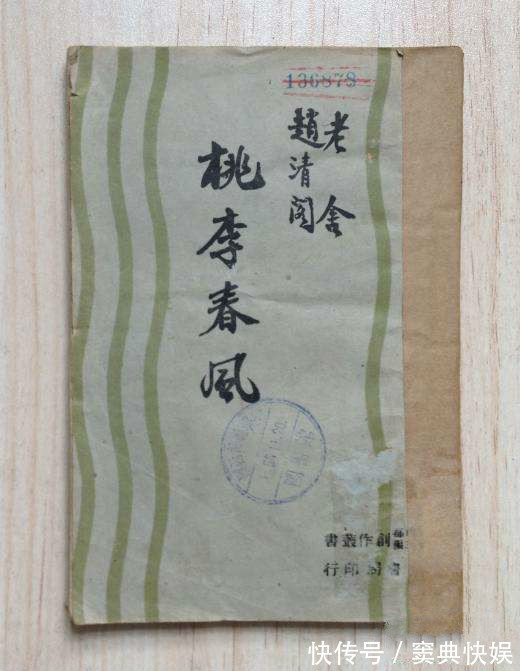 136878
老舍
趙清閣
桃李春風
創作叢書
印行
快传号／窦典快娱